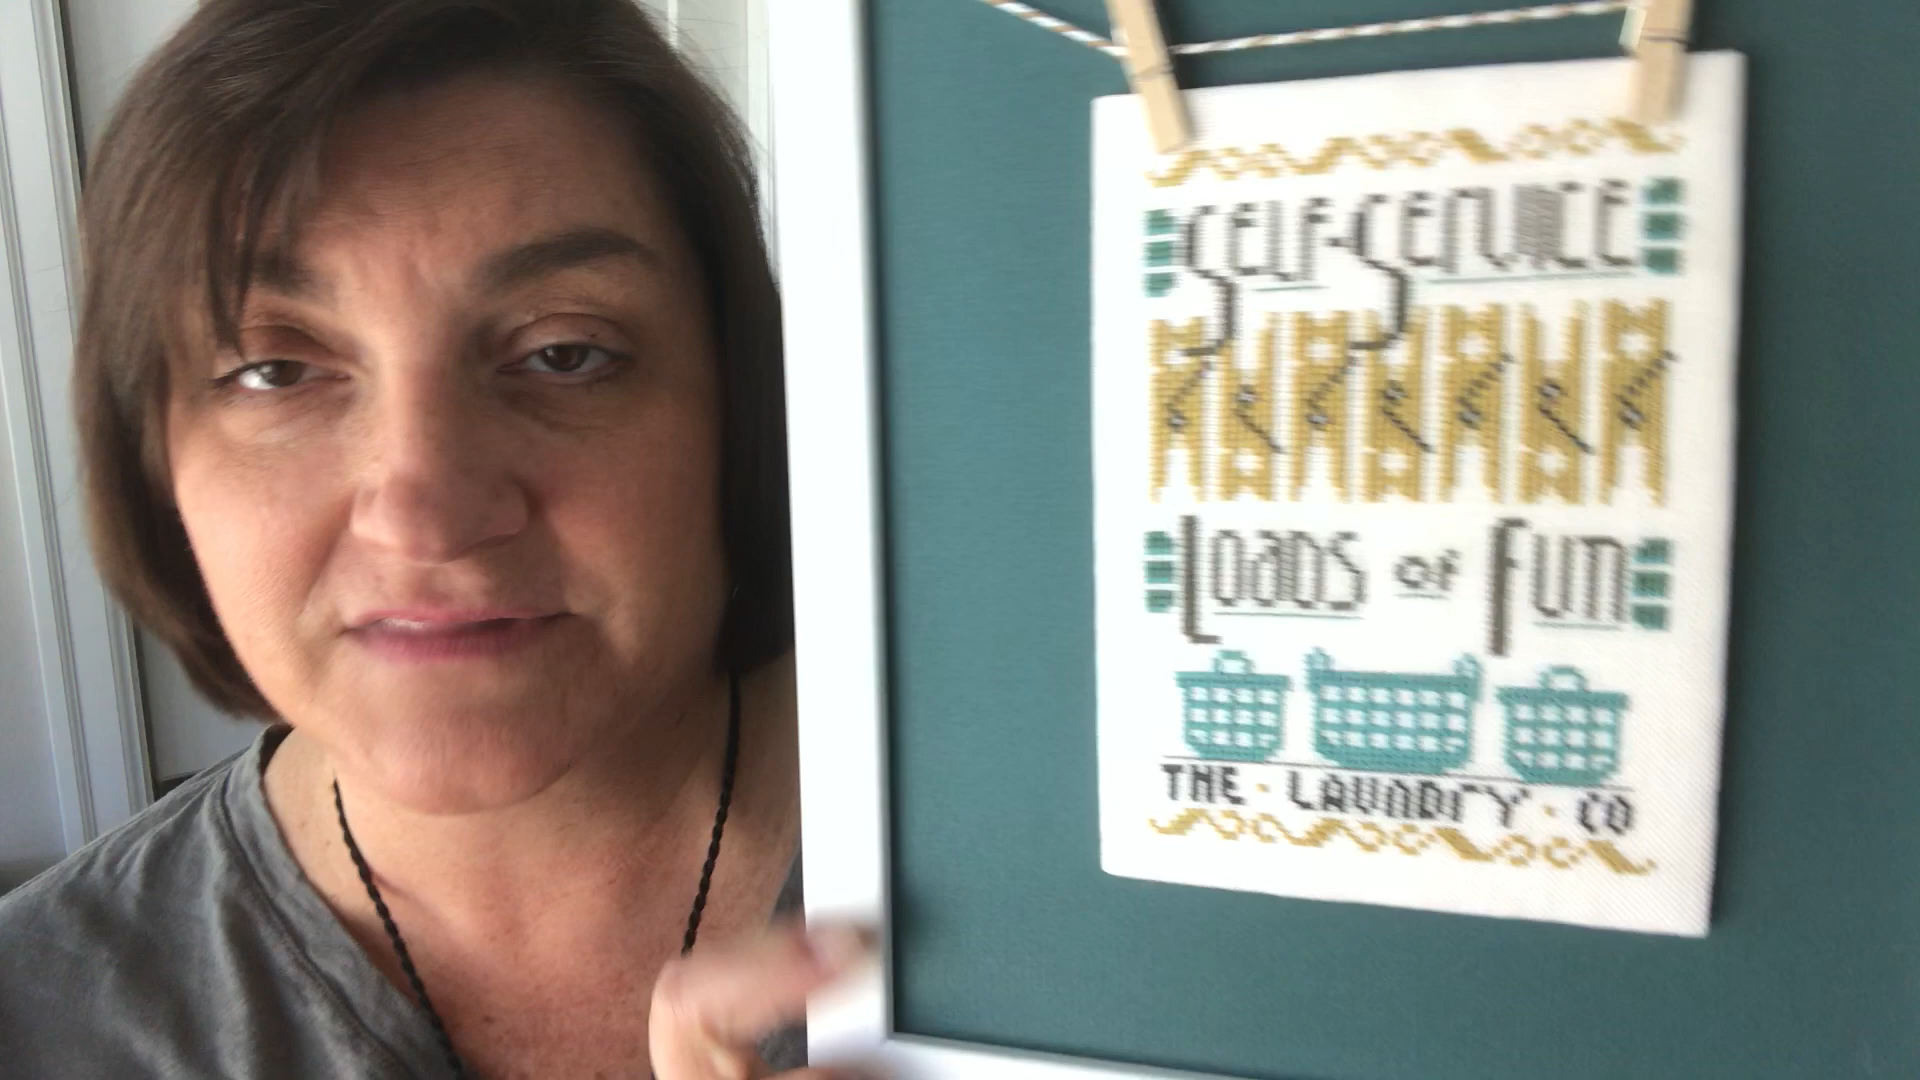 Self-Service
Loads of Fun
THE · LAUNDRY · CO